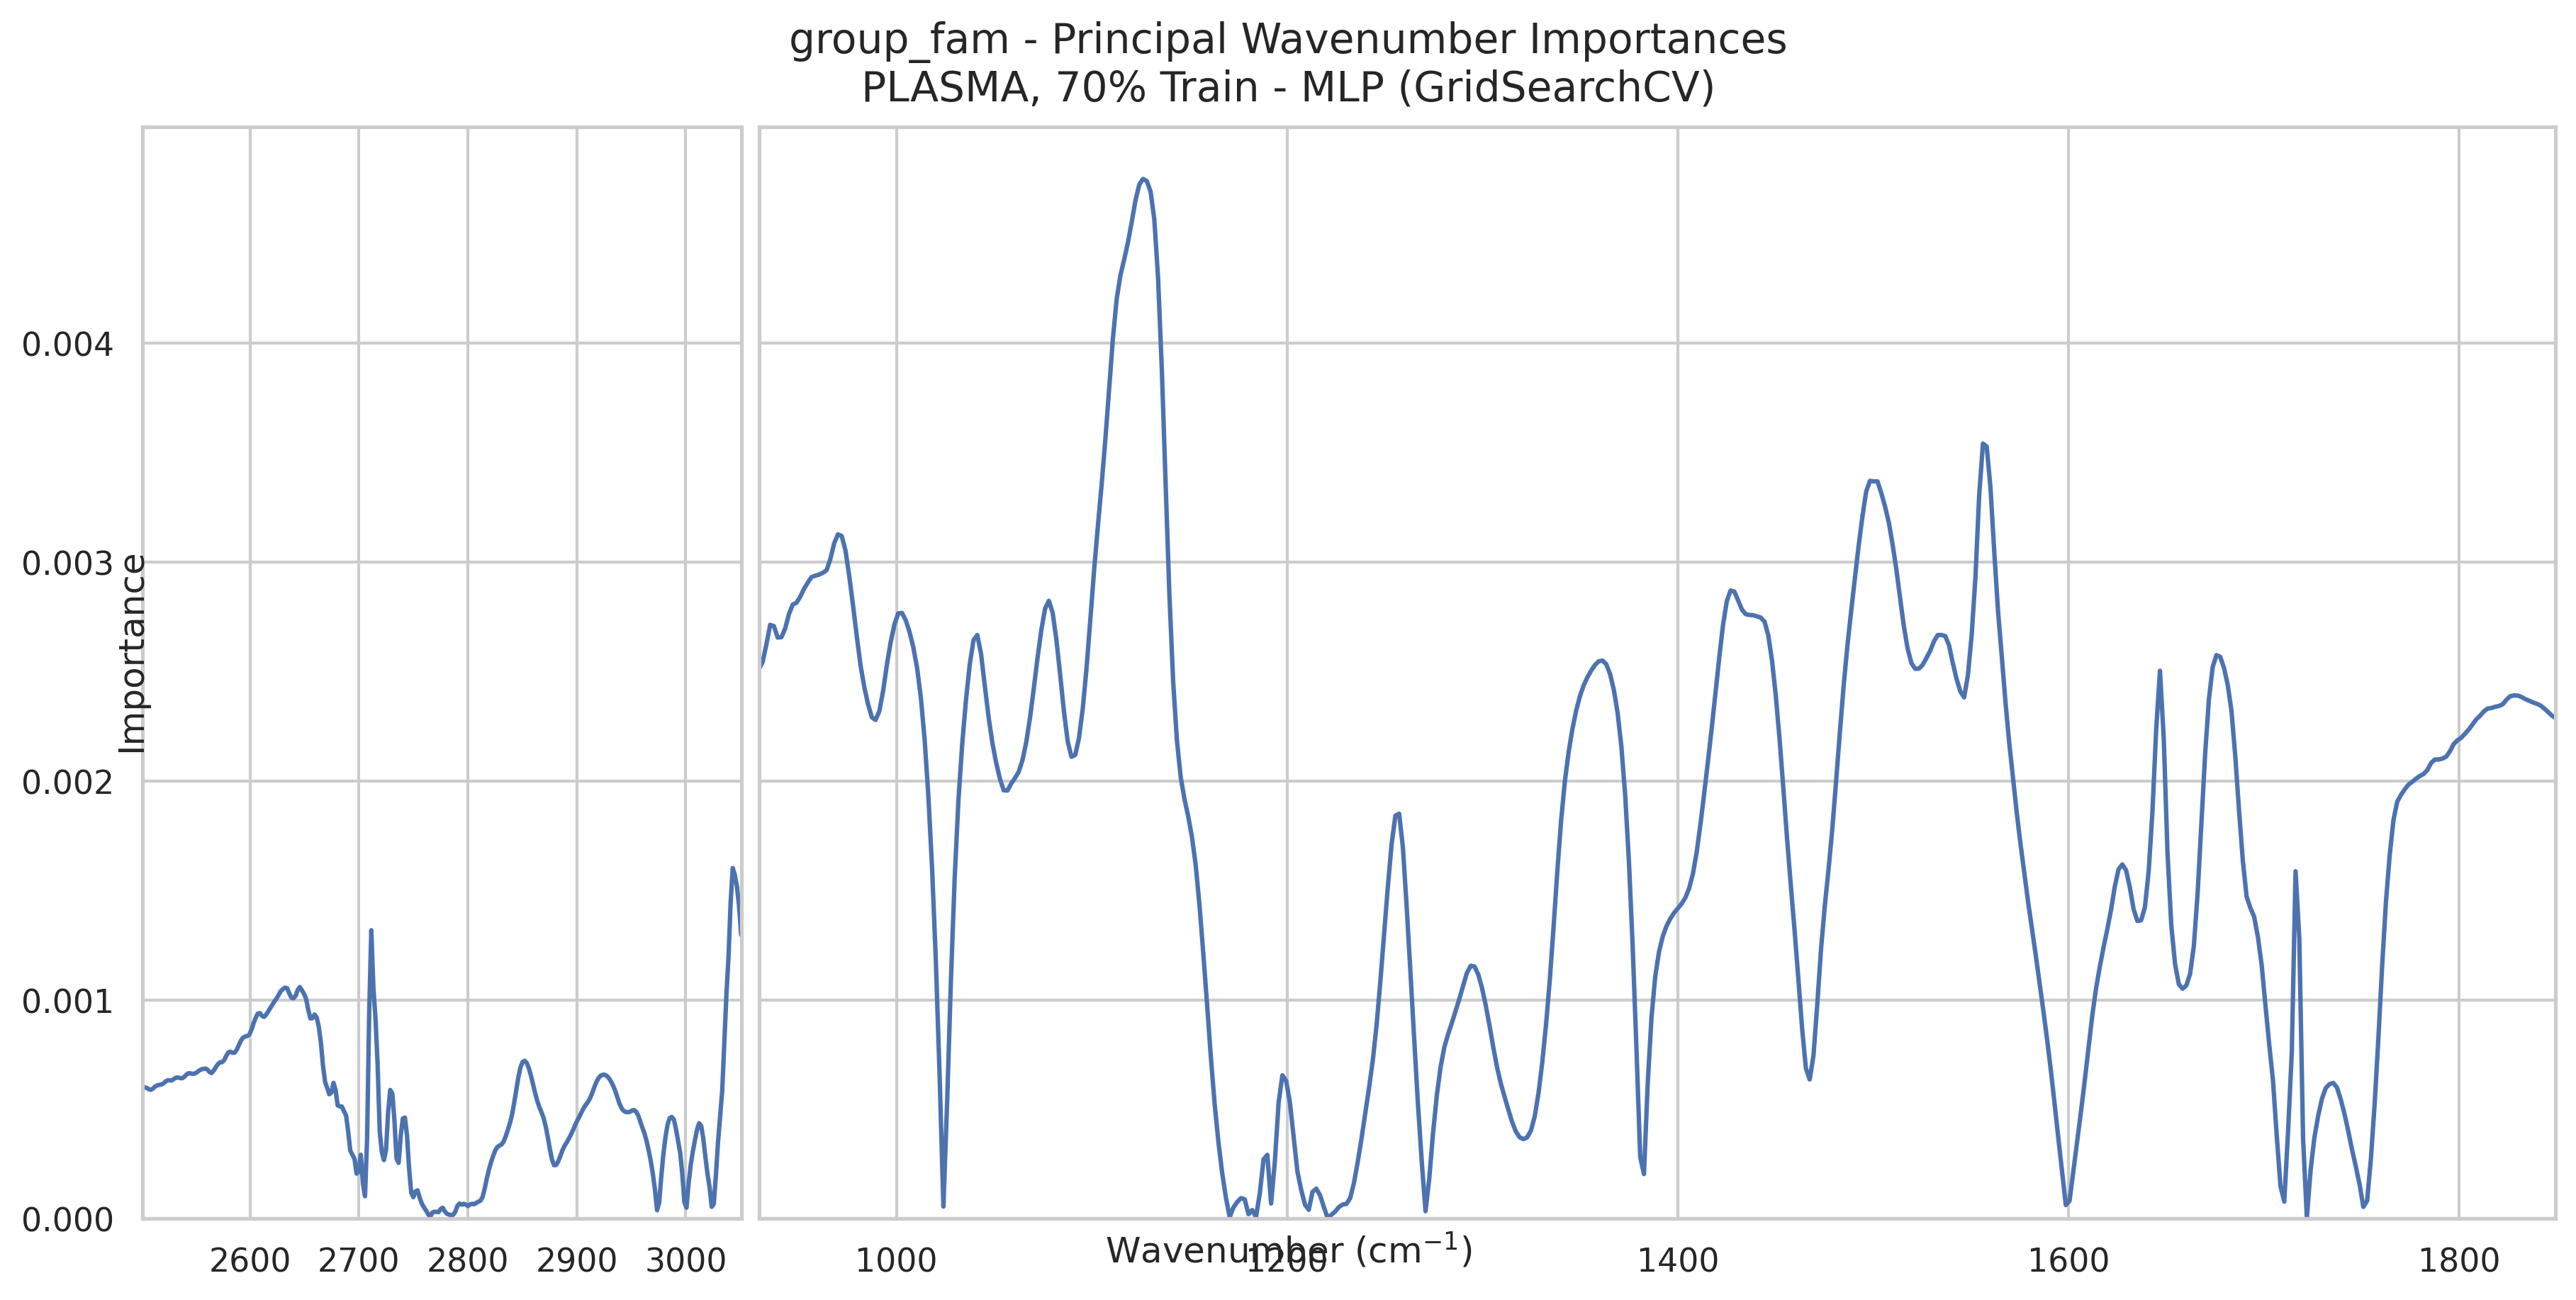 group_fam - Principal Wavenumber Importances
PLASMA, 70% Train - MLP (GridSearchCV)
Importance
0.004
0.003
0.002
0.001
0.000
2600 2700 2800 2900 3000 1000 1200 1400 1600 1800
Wavenumber (cm⁻¹)